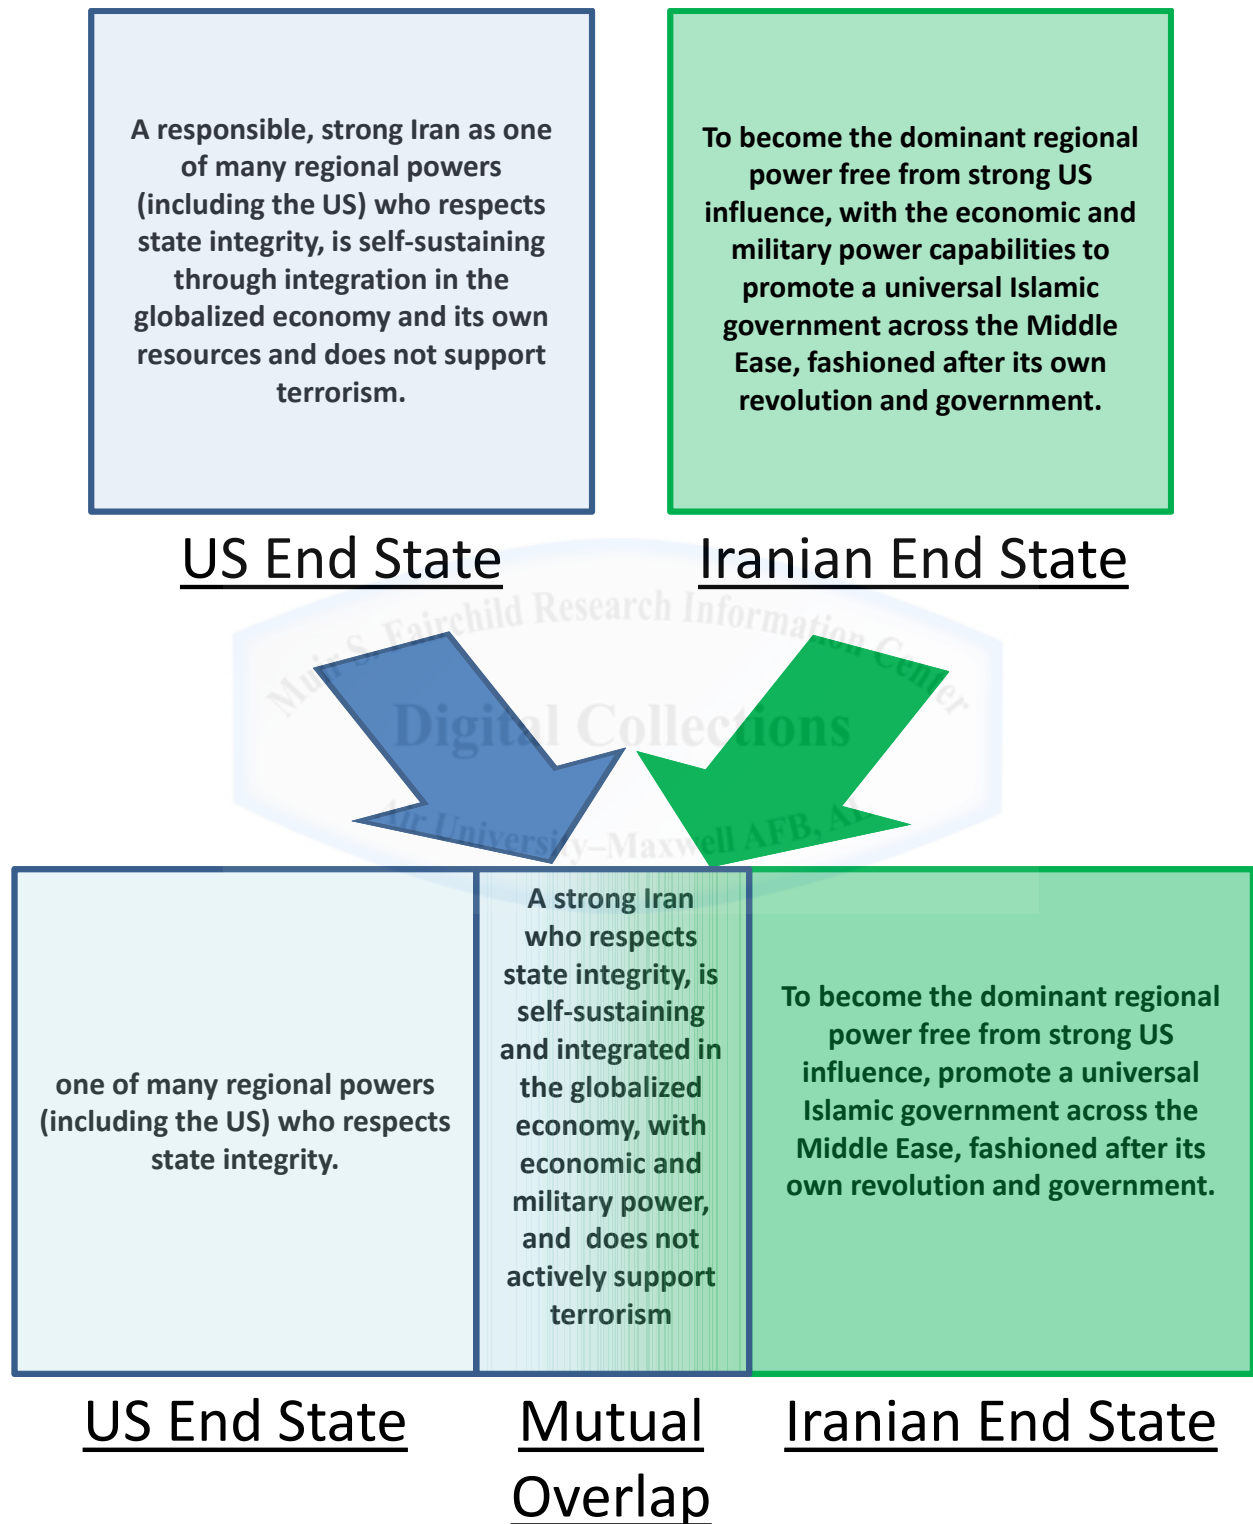 A responsible, strong Iran as one
of many regional powers
(including the US) who respects
state integrity, is self-sustaining
through integration in the
globalized economy and its own
resources and does not support
terrorism.
To become the dominant regional
power free from strong US
influence, with the economic and
military power capabilities to
promote a universal Islamic
government across the Middle
Ease, fashioned after its own
revolution and government.
US End State
Iranian End State
Muir S. Fairchild Research Information Center
Digital Collections
Air University–Maxwell AFB, AL
one of many regional powers
(including the US) who respects
state integrity.
A strong Iran
who respects
state integrity, is
self-sustaining
and integrated in
the globalized
economy, with
economic and
military power,
and  does not
actively support
terrorism
To become the dominant regional
power free from strong US
influence, promote a universal
Islamic government across the
Middle Ease, fashioned after its
own revolution and government.
US End State
Mutual
Overlap
Iranian End State